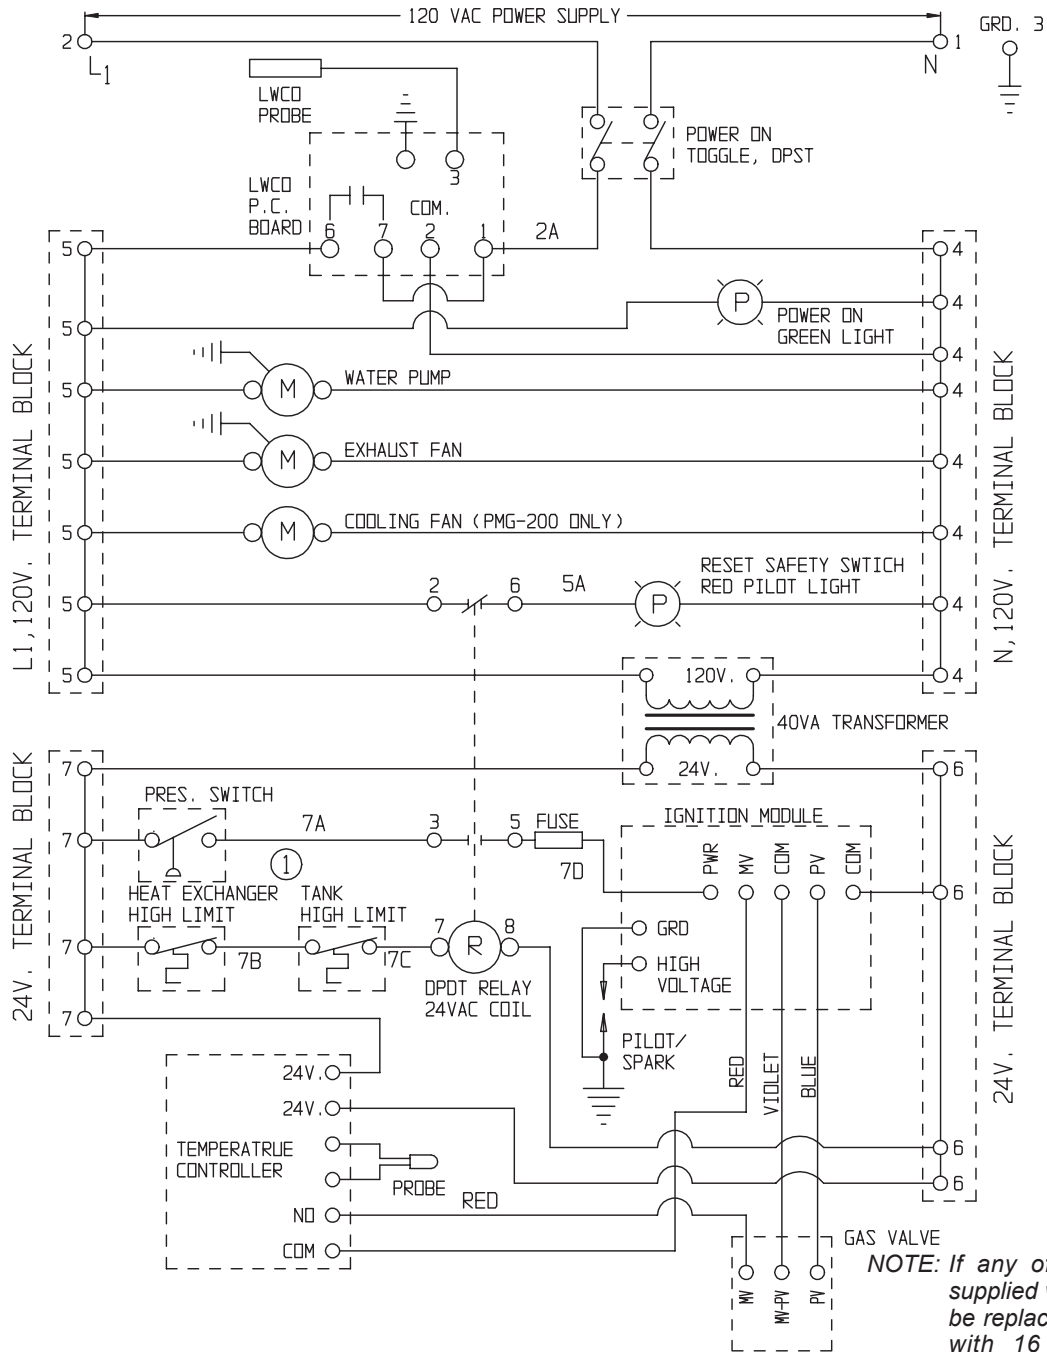 120 VAC POWER SUPPLY
GRD. 3
2
1
L1
N
LWCO
PROBE
POWER ON
TOGGLE, DPST
3
LWCO
P.C.
BOARD
COM.
6 7 2 1
2A
5
4
P
4
POWER ON
GREEN LIGHT
5
4
L1,120V. TERMINAL BLOCK
N,120V. TERMINAL BLOCK
5
M
WATER PUMP
4
5
M
EXHAUST FAN
4
5
M
COOLING FAN (PMG-200 ONLY)
4
RESET SAFETY SWTICH
RED PILOT LIGHT
5
2
6
5A
P
4
5
120V.
4
40VA TRANSFORMER
7
24V.
6
24V. TERMINAL BLOCK
24V. TERMINAL BLOCK
PRES. SWITCH
7
7A
3
5
FUSE
7D
IGNITION MODULE
PWR
MV
COM
PV
COM
6
1
HEAT EXCHANGER
HIGH LIMIT
TANK
HIGH LIMIT
7
7B
7C
7
R
8
DPDT RELAY
24VAC COIL
GRD
HIGH
VOLTAGE
7
PILOT/
SPARK
RED
VIOLET
BLUE
24V.
24V.
TEMPERATRUE
CONTROLLER
PROBE
6
6
NO
RED
COM
GAS VALVE
MV
MV-PV
PV
NOTE: If any of
supplied
be replac
with 16